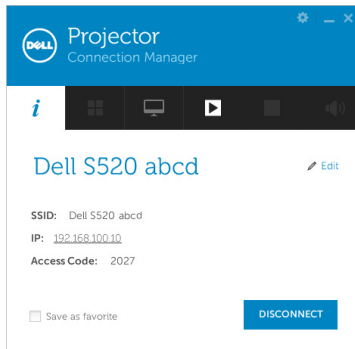 DELL
Projector
Connection Manager
i
Dell S520 abcd
Edit
SSID: Dell S520 abcd
IP: 192.168.100.10
Access Code: 2027
Save as favorite
DISCONNECT